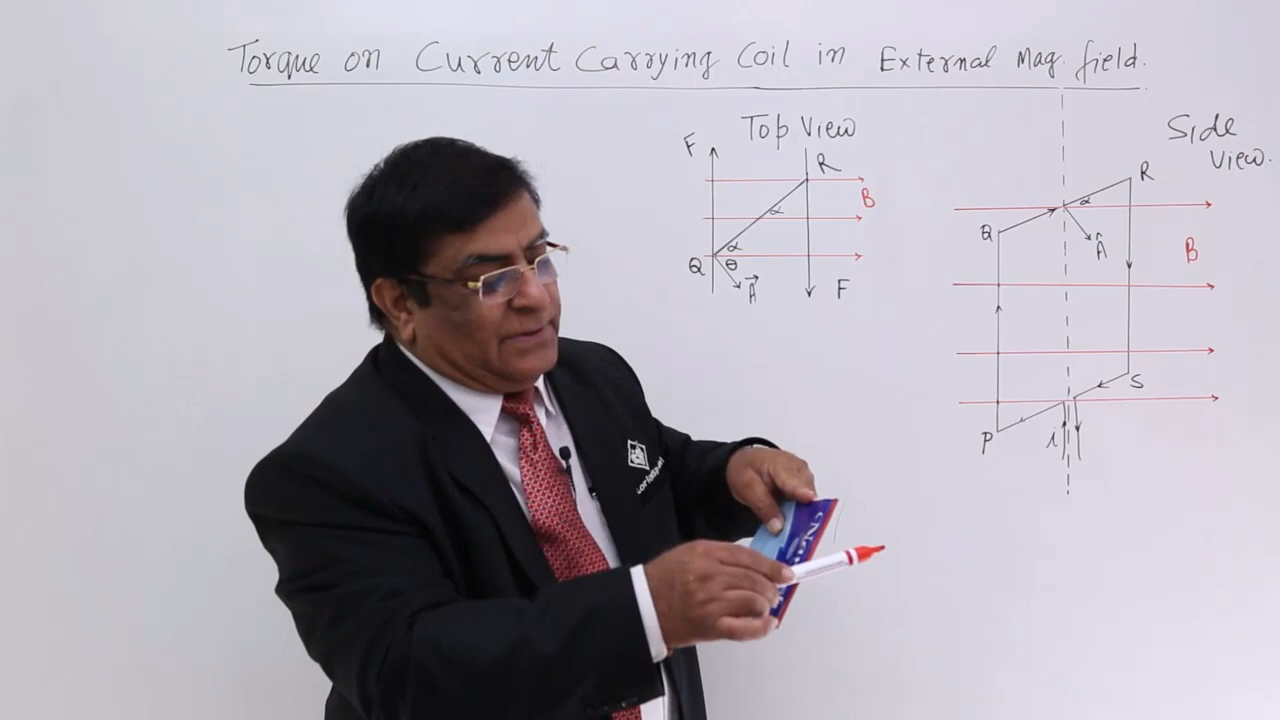 Torque on Current Carrying Coil in External Mag. field.
Top View
Side
View.
F
R
B
α
α
Q
θ
A
F
R
α
Q
A
B
S
P
i